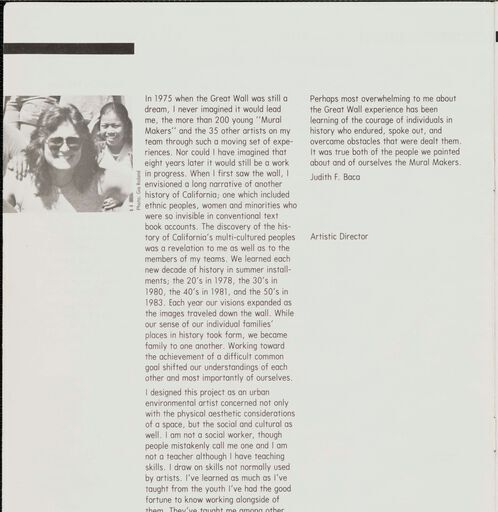 In 1975 when the Great Wall was still a
dream, I never imagined it would lead
me, the more than 200 young ''Mural
Makers'' and the 35 other artists on my
team through such a moving set of expe-
riences. Nor could I have imagined that
eight years later it would still be a work
in progress. When I first saw the wall, I
envisioned a long narrative of another
history of California; one which included
ethnic peoples, women and minorities who
were so invisible in conventional text
book accounts. The discovery of the his-
tory of California's multi-cultured peoples
was a revelation to me as well as to the
members of my teams. We learned each
new decade of history in summer install-
ments; the 20's in 1978, the 30's in
1980, the 40's in 1981, and the 50's in
1983. Each year our visions expanded as
the images traveled down the wall. While
our sense of our individual families'
places in history took form, we became
family to one another. Working toward
the achievement of a difficult common
goal shifted our understandings of each
other and most importantly of ourselves.
I designed this project as an urban
environmental artist concerned not only
with the physical aesthetic considerations
of a space, but the social and cultural as
well. I am not a social worker, though
people mistakenly call me one and I am
not a teacher although I have teaching
skills. I draw on skills not normally used
by artists. I've learned as much as I've
taught from the youth I've had the good
fortune to know working alongside of
them. They've taught me among other
Perhaps most overwhelming to me about
the Great Wall experience has been
learning of the courage of individuals in
history who endured, spoke out, and
overcame obstacles that were dealt them.
It was true both of the people we painted
about and of ourselves the Mural Makers.
Judith F. Baca
Artistic Director